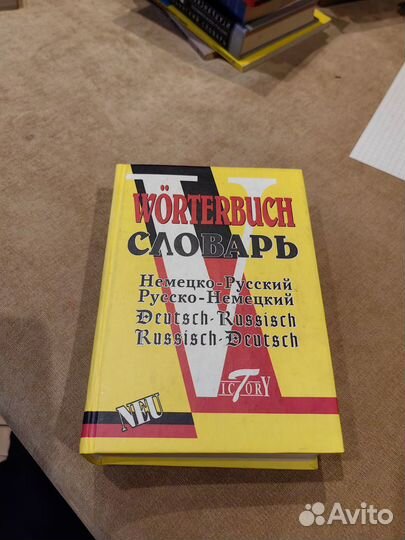 WÖRTERBUCH
СЛОВАРЬ
Немецко-Русский
Русско-Немецкий
Deutsch-Russisch
Russisch-Deutsch
VICTORY
NEU
Avito